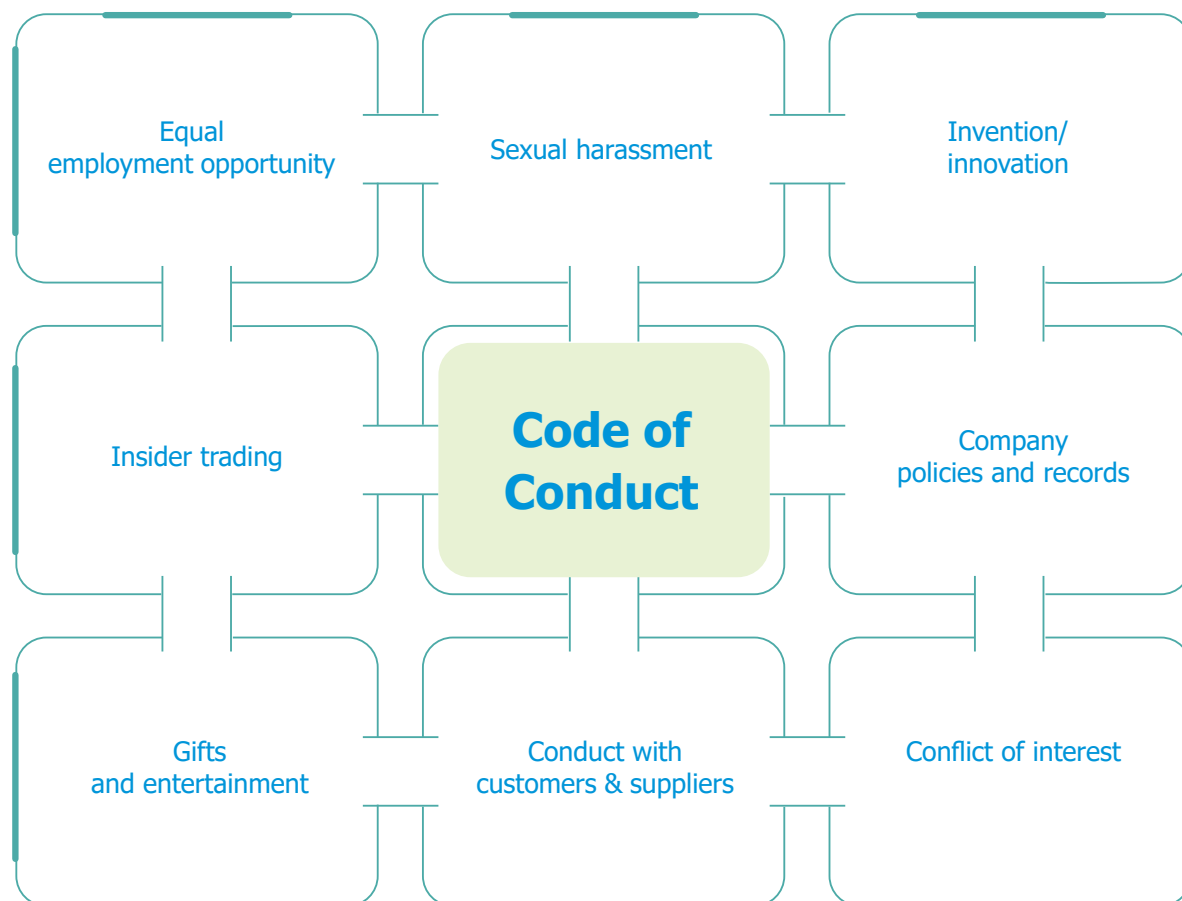 Equal
employment opportunity
Sexual harassment
Invention/
innovation
Insider trading
Code of
Conduct
Company
policies and records
Gifts
and entertainment
Conduct with
customers & suppliers
Conflict of interest